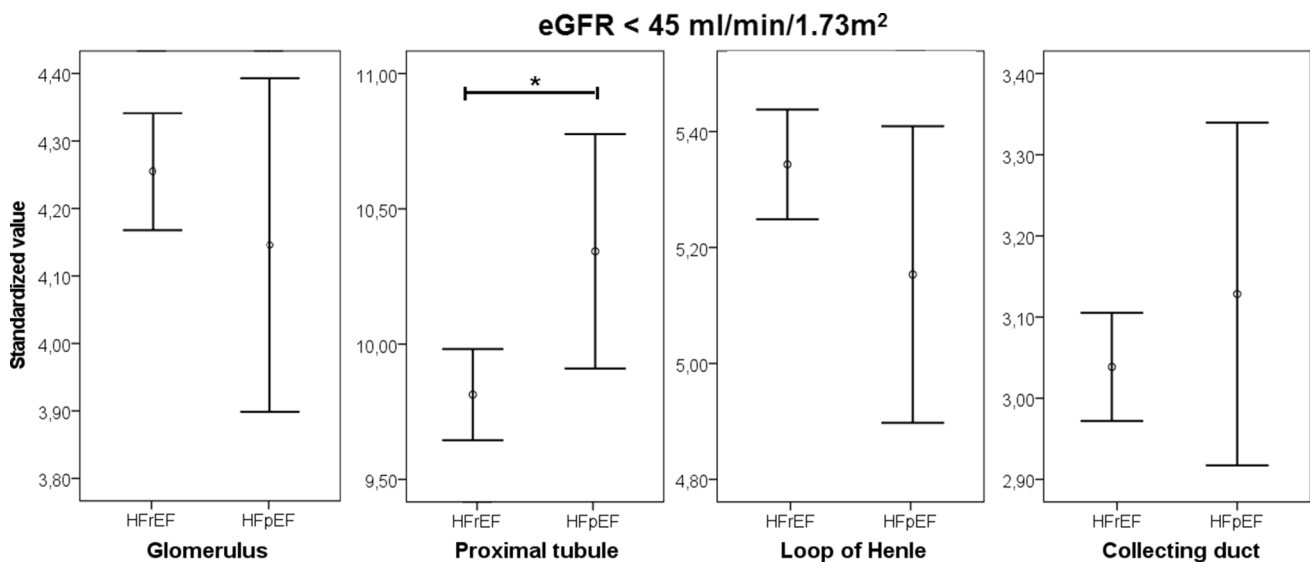 eGFR < 45 ml/min/1.73m²
Standardized value
4,40
4,30
4,20
4,10
4,00
3,90
3,80
HFrEF HFpEF
Glomerulus
11,00
10,50
10,00
9,50
*
HFrEF HFpEF
Proximal tubule
5,40
5,20
5,00
4,80
HFrEF HFpEF
Loop of Henle
3,40
3,30
3,20
3,10
3,00
2,90
HFrEF HFpEF
Collecting duct